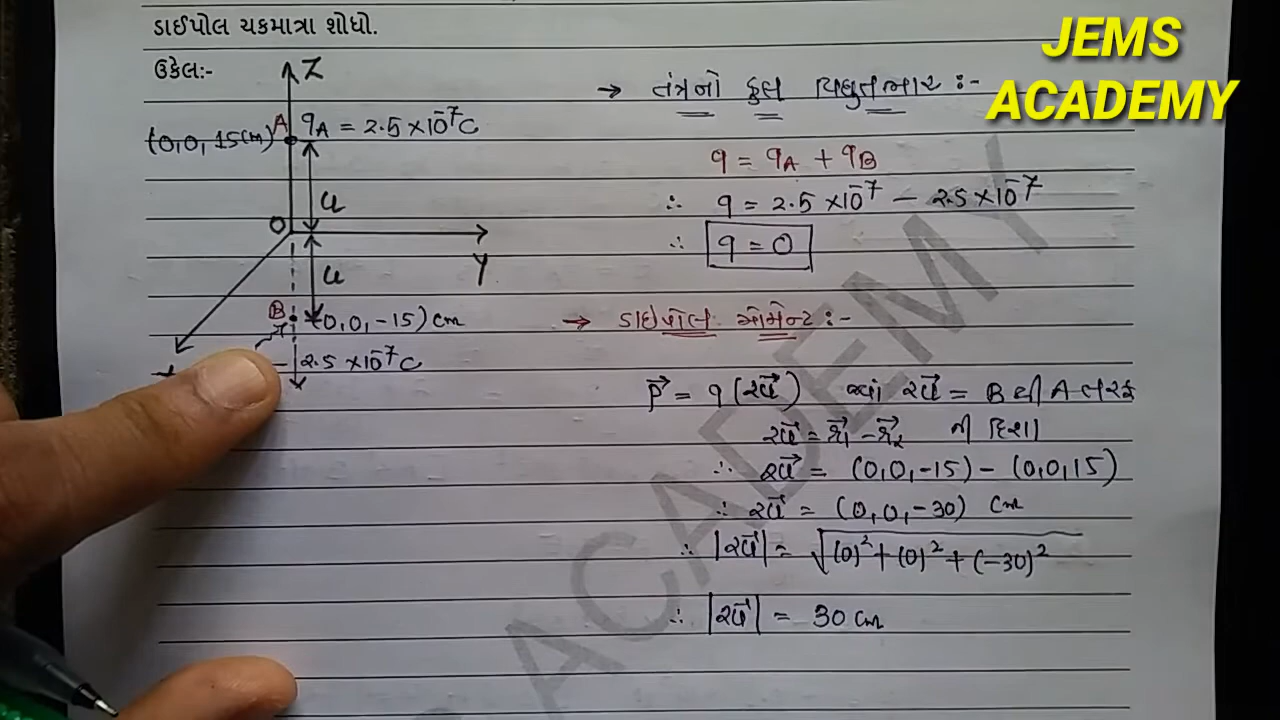 ડાઈપોલ ચકમાત્રા શોધો.
ઉકેલ:-
JEMS
ACADEMY
Z
A qA = 2.5 × 10⁻⁷ C
(0,0,15cm)
a
O
Y
a
B (0,0,-15) cm
-2.5 × 10⁻⁷ C
→ તંત્રનો કુલ વિદ્યુતભાર :-
q = qA + qB
∴ q = 2.5 × 10⁻⁷ — 2.5 × 10⁻⁷
∴ q = 0
→ ડાઇપોલ મોમેન્ટ :-
P⃗ = q (2a⃗) જ્યાં 2a⃗ = B થી A તરફ
ની દિશા
2a⃗ = r⃗₁ - r⃗₂
∴ 2a⃗ = (0,0,-15) - (0,0,15)
∴ 2a⃗ = (0,0,-30) cm
∴ |2a⃗| = √(0)² + (0)² + (-30)²
∴ |2a⃗| = 30 cm
ACADEMY